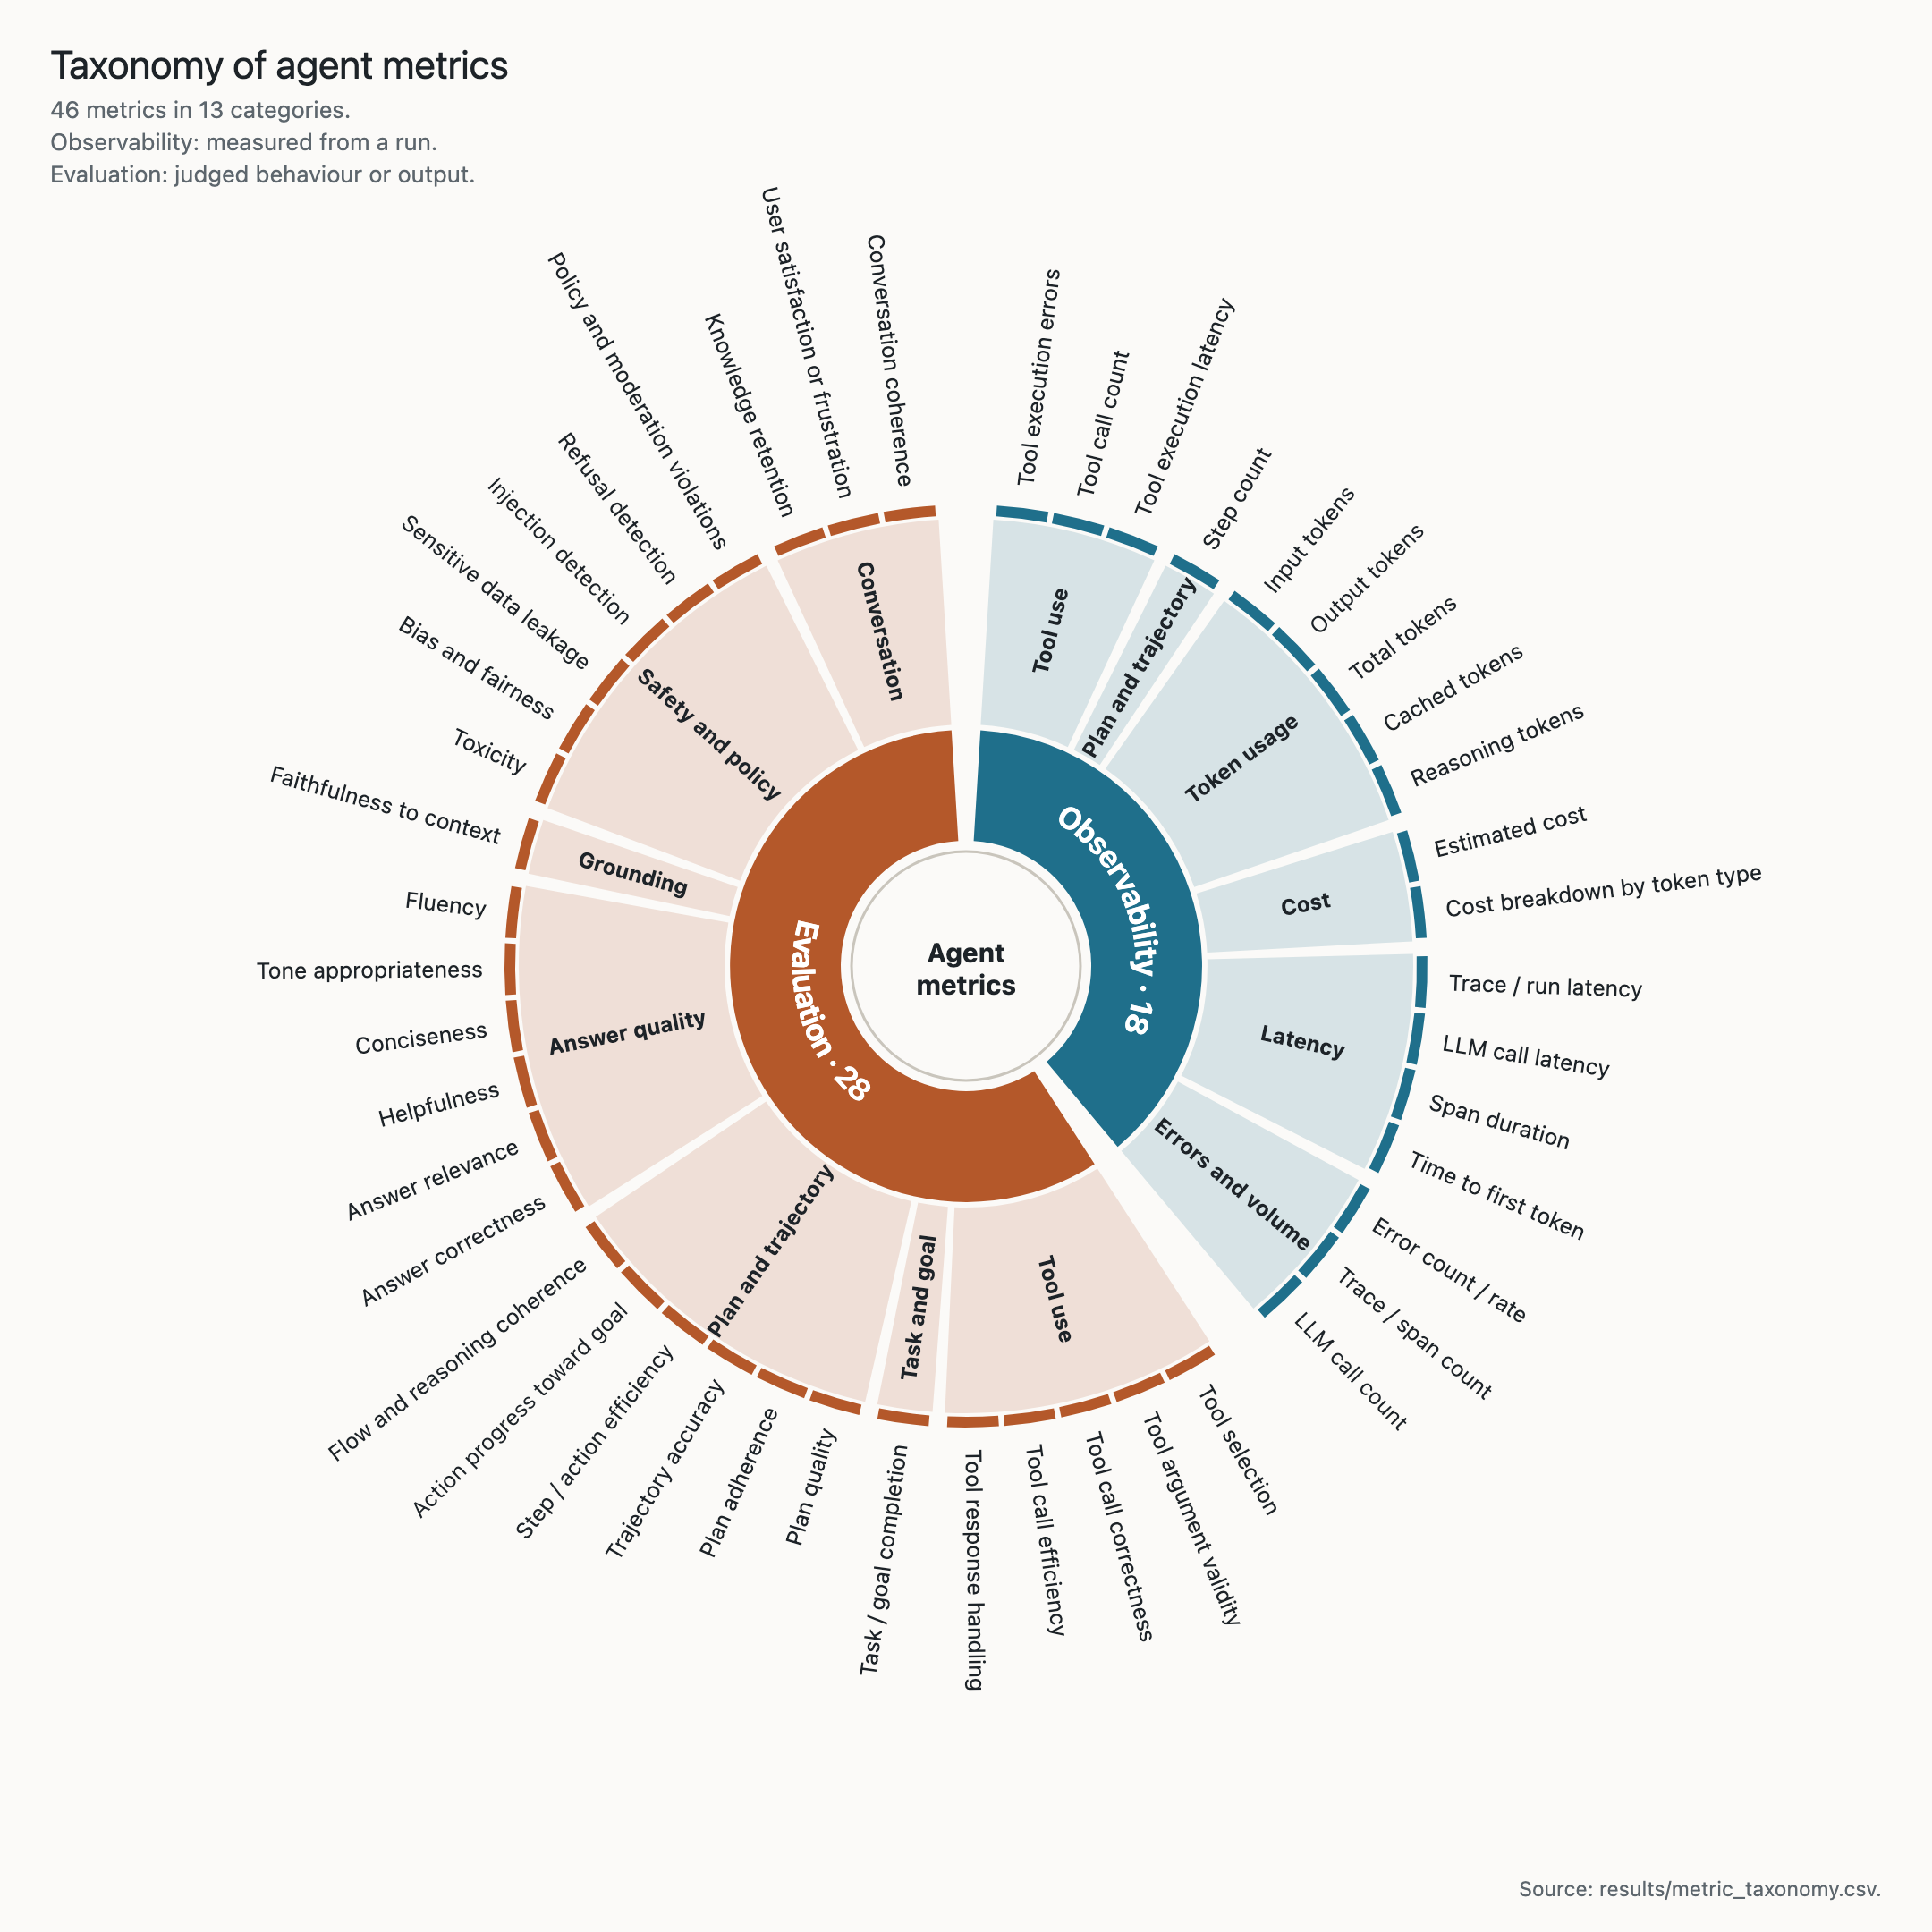 Taxonomy of agent metrics
46 metrics in 13 categories.
Observability: measured from a run.
Evaluation: judged behaviour or output.
Agent
metrics
Observability · 18
Tool use
Tool execution errors
Tool call count
Tool execution latency
Plan and trajectory
Step count
Token usage
Input tokens
Output tokens
Total tokens
Cached tokens
Reasoning tokens
Cost
Estimated cost
Cost breakdown by token type
Latency
Trace / run latency
LLM call latency
Span duration
Time to first token
Errors and volume
Error count / rate
Trace / span count
LLM call count
Evaluation · 28
Tool use
Tool selection
Tool argument validity
Tool call correctness
Tool call efficiency
Tool response handling
Task and goal
Task / goal completion
Plan and trajectory
Plan quality
Plan adherence
Trajectory accuracy
Step / action efficiency
Action progress toward goal
Flow and reasoning coherence
Answer quality
Answer correctness
Answer relevance
Helpfulness
Conciseness
Tone appropriateness
Fluency
Grounding
Faithfulness to context
Safety and policy
Toxicity
Bias and fairness
Sensitive data leakage
Injection detection
Refusal detection
Policy and moderation violations
Conversation
Knowledge retention
User satisfaction or frustration
Conversation coherence
Source: results/metric_taxonomy.csv.